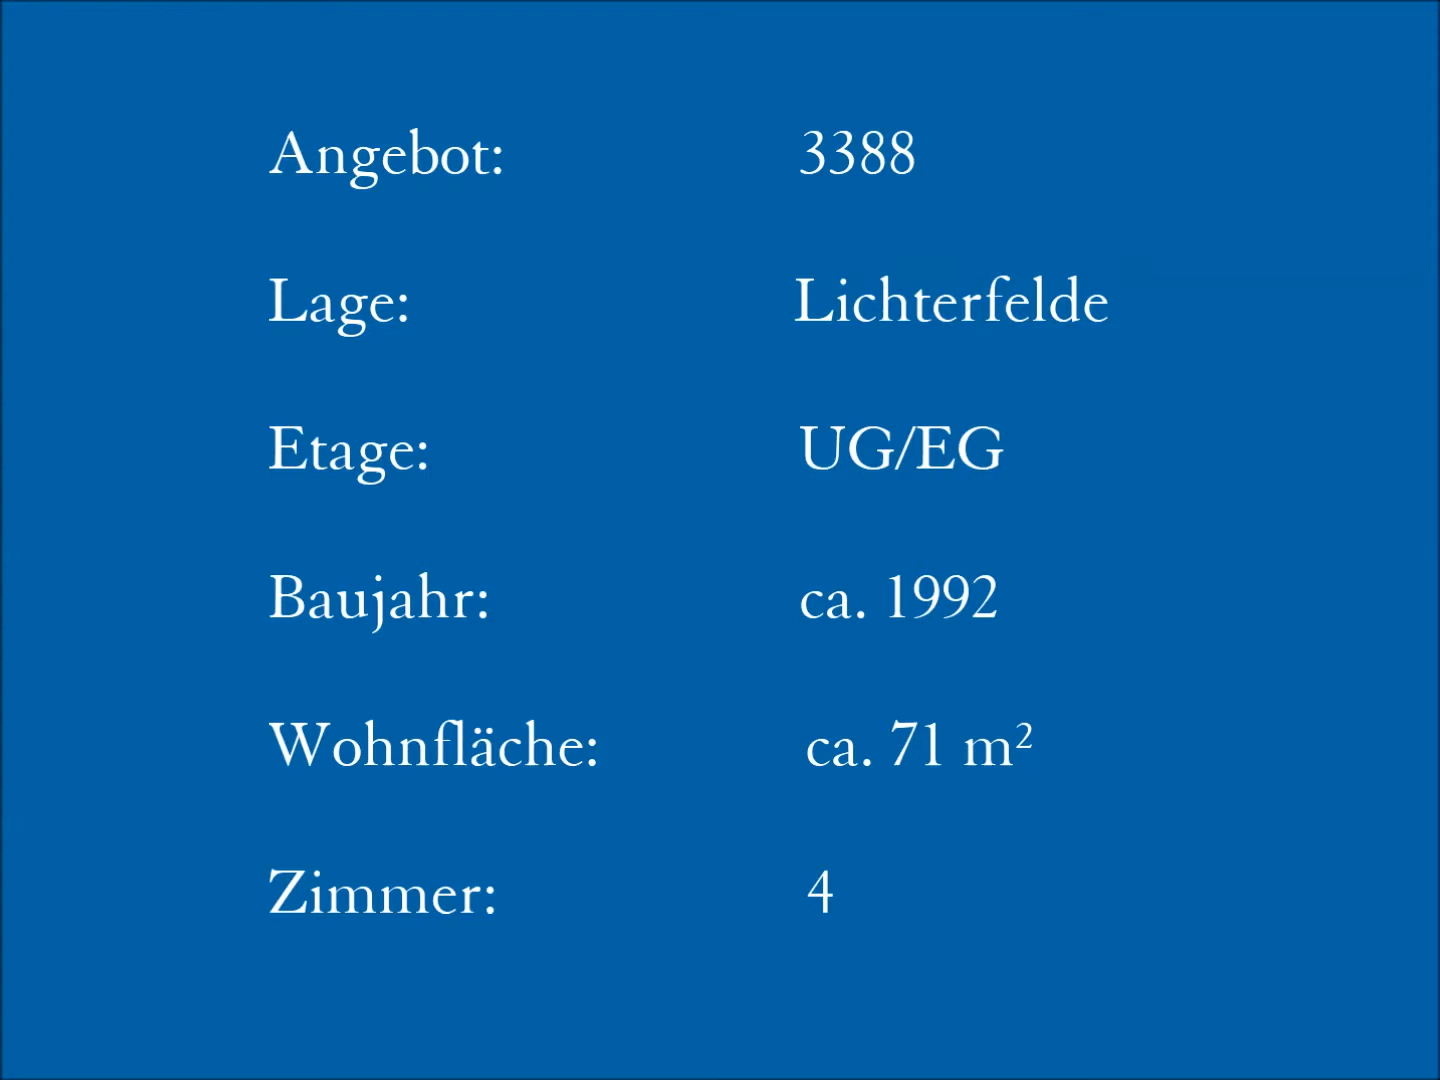 Angebot: 3388
Lage: Lichterfelde
Etage: UG/EG
Baujahr: ca. 1992
Wohnfläche: ca. 71 m²
Zimmer: 4